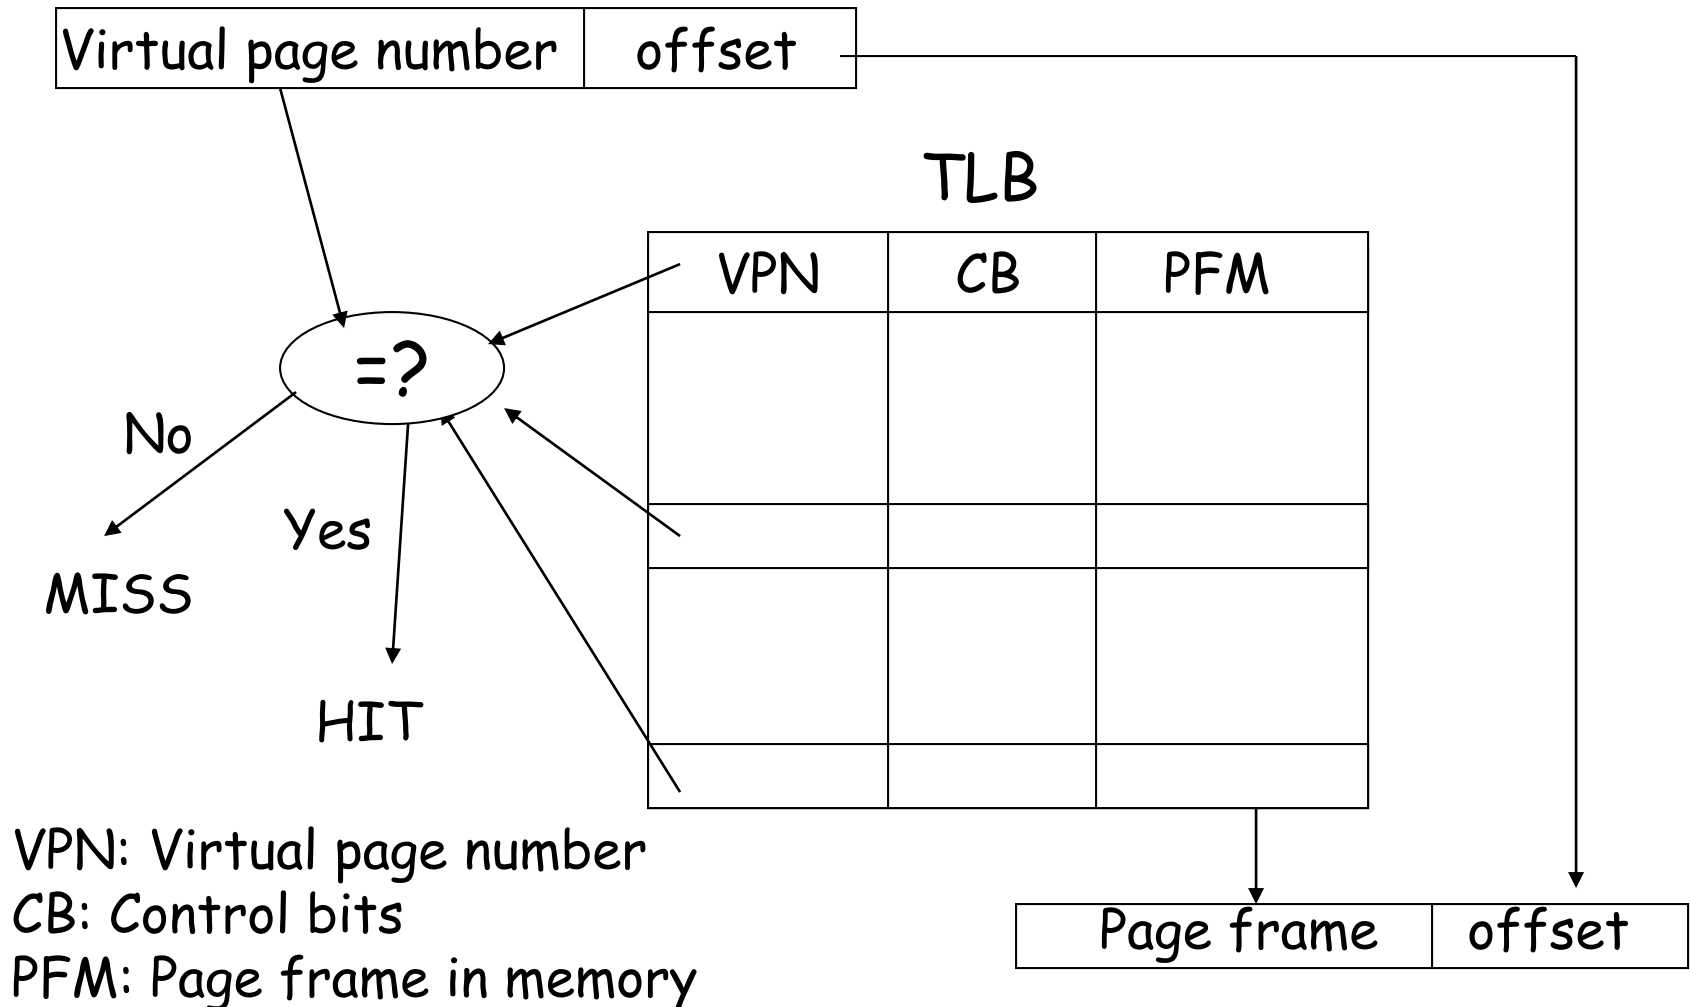 Virtual page number offset
TLB
VPN CB PFM
=?
No
Yes
MISS
HIT
VPN: Virtual page number
CB: Control bits
PFM: Page frame in memory
Page frame offset